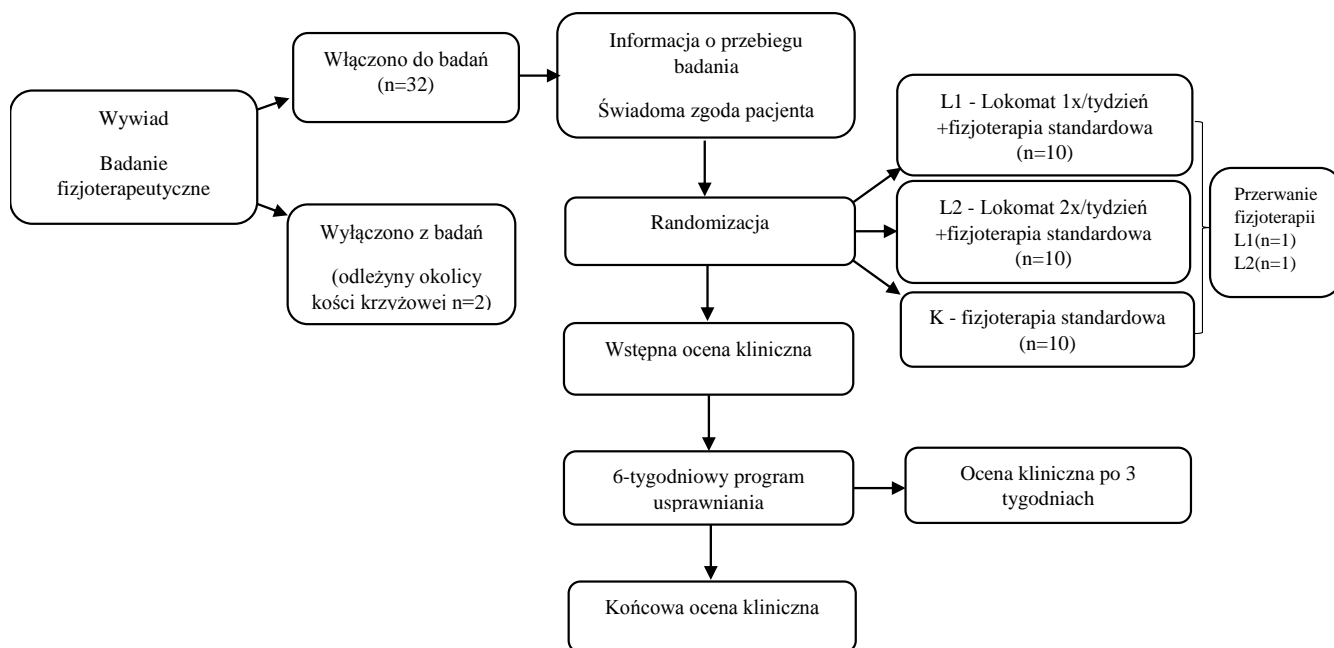 Wywiad
Badanie
fizjoterapeutyczne
Włączono do badań
(n=32)
Wyłączono z badań
(odleżyny okolicy
kości krzyżowej n=2)
Informacja o przebiegu
badania
Świadoma zgoda pacjenta
Randomizacja
L1 - Lokomat 1x/tydzień
+fizjoterapia standardowa
(n=10)
L2 - Lokomat 2x/tydzień
+fizjoterapia standardowa
(n=10)
K - fizjoterapia standardowa
(n=10)
Przerwanie
fizjoterapii
L1(n=1)
L2(n=1)
Wstępna ocena kliniczna
6-tygodniowy program
usprawniania
Ocena kliniczna po 3
tygodniach
Końcowa ocena kliniczna